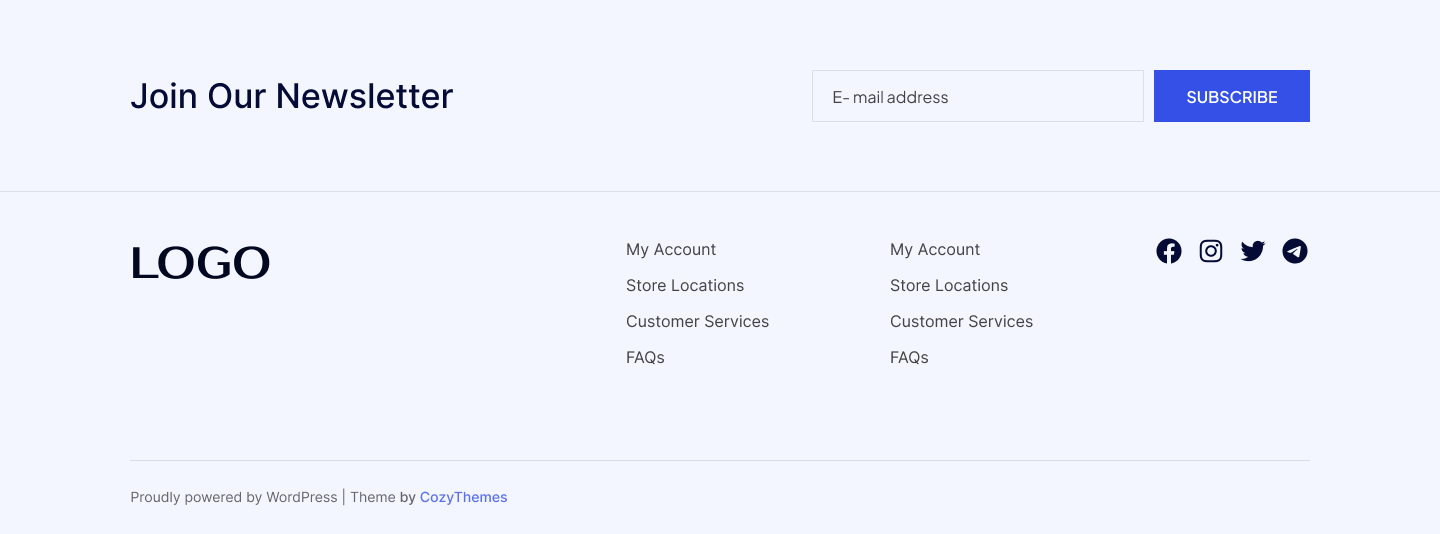 Join Our Newsletter
E- mail address
SUBSCRIBE
LOGO
My Account
Store Locations
Customer Services
FAQs
My Account
Store Locations
Customer Services
FAQs
Proudly powered by WordPress | Theme by CozyThemes